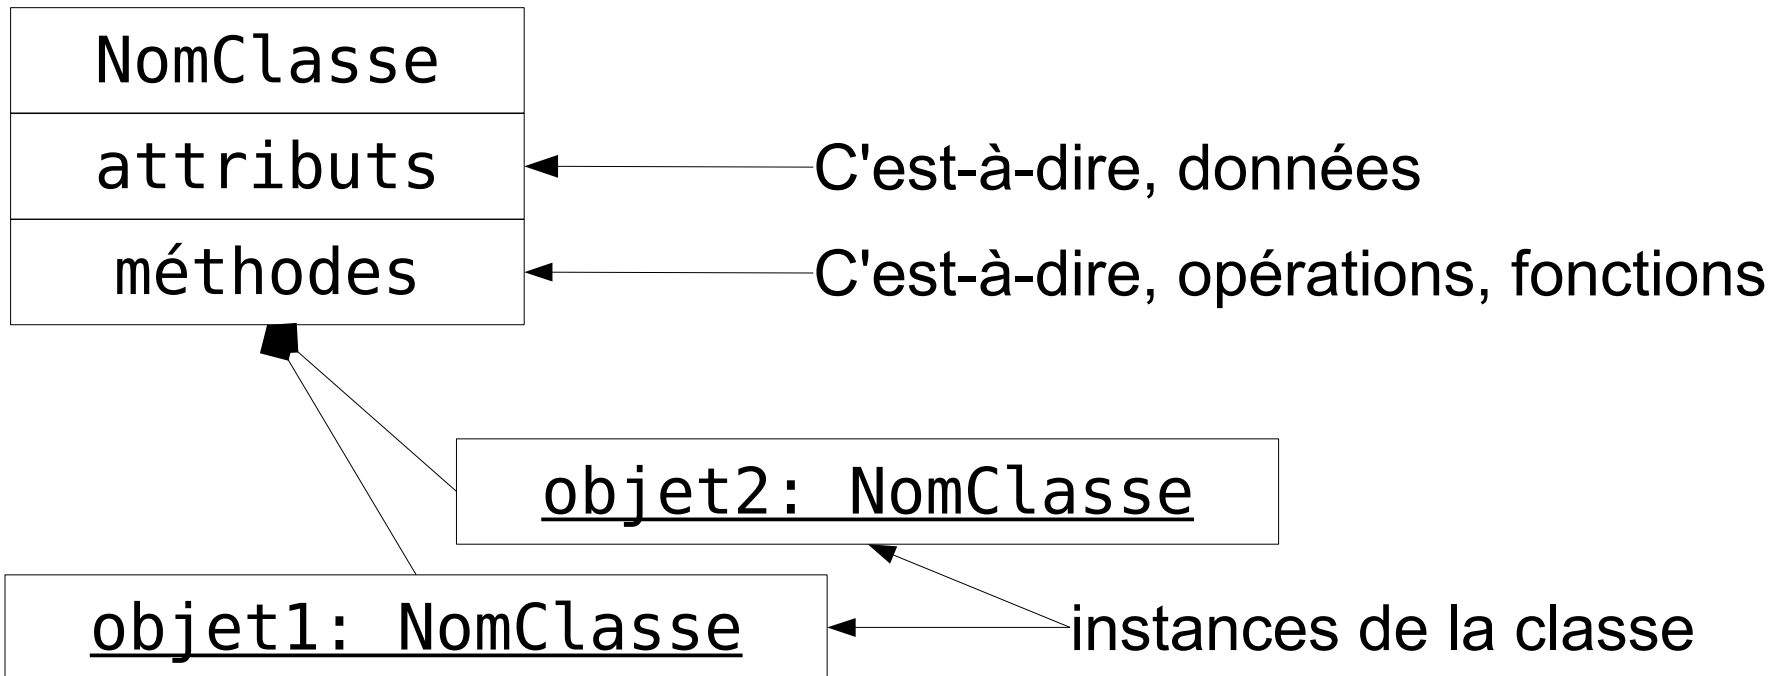 NomClasse
attributs
C'est-à-dire, données
méthodes
C'est-à-dire, opérations, fonctions
objet2: NomClasse
objet1: NomClasse
instances de la classe